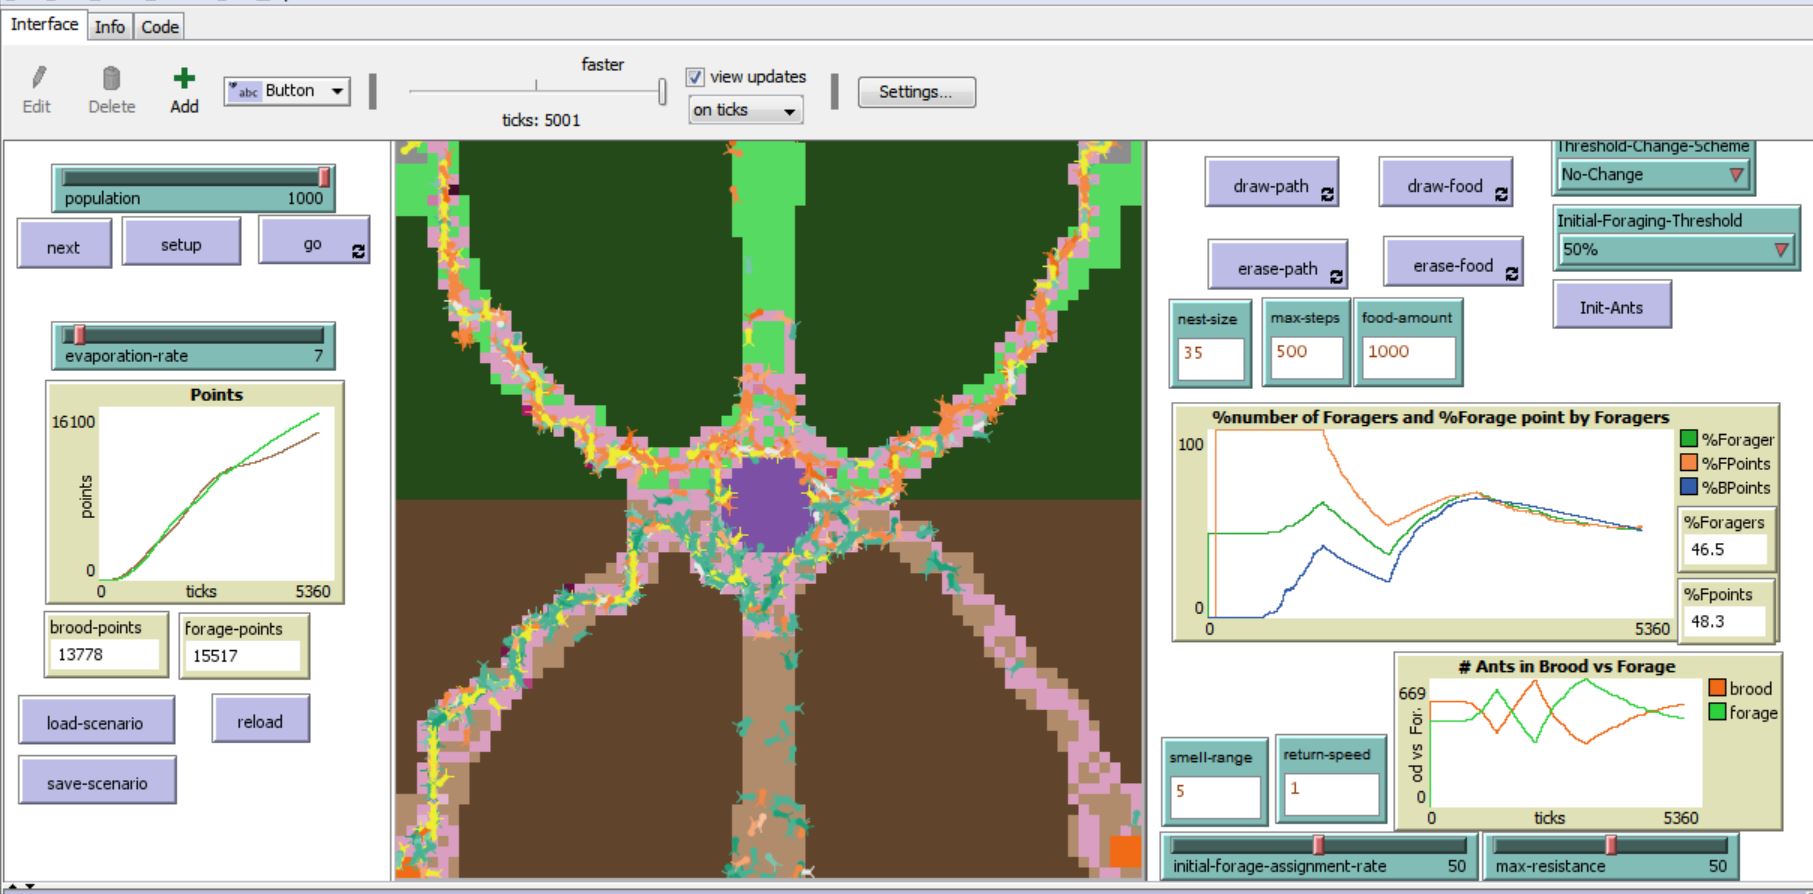 Interface Info Code
Edit Delete Add abc Button faster view updates Settings...
ticks: 5001 on ticks
population 1000
next setup go
evaporation-rate 7
Points
16100
points
0
0 ticks 5360
brood-points
13778
forage-points
15517
load-scenario reload
save-scenario
draw-path draw-food
erase-path erase-food
Threshold-Change-Scheme
No-Change
Initial-Foraging-Threshold
50%
Init-Ants
nest-size
35
max-steps
500
food-amount
1000
%number of Foragers and %Forage point by Foragers
100
0
0 5360
%Forager
%FPoints
%BPoints
%Foragers
46.5
%Fpoints
48.3
# Ants in Brood vs Forage
669
od vs For.
0
0 ticks 5360
brood
forage
smell-range
5
return-speed
1
initial-forage-assignment-rate 50
max-resistance 50